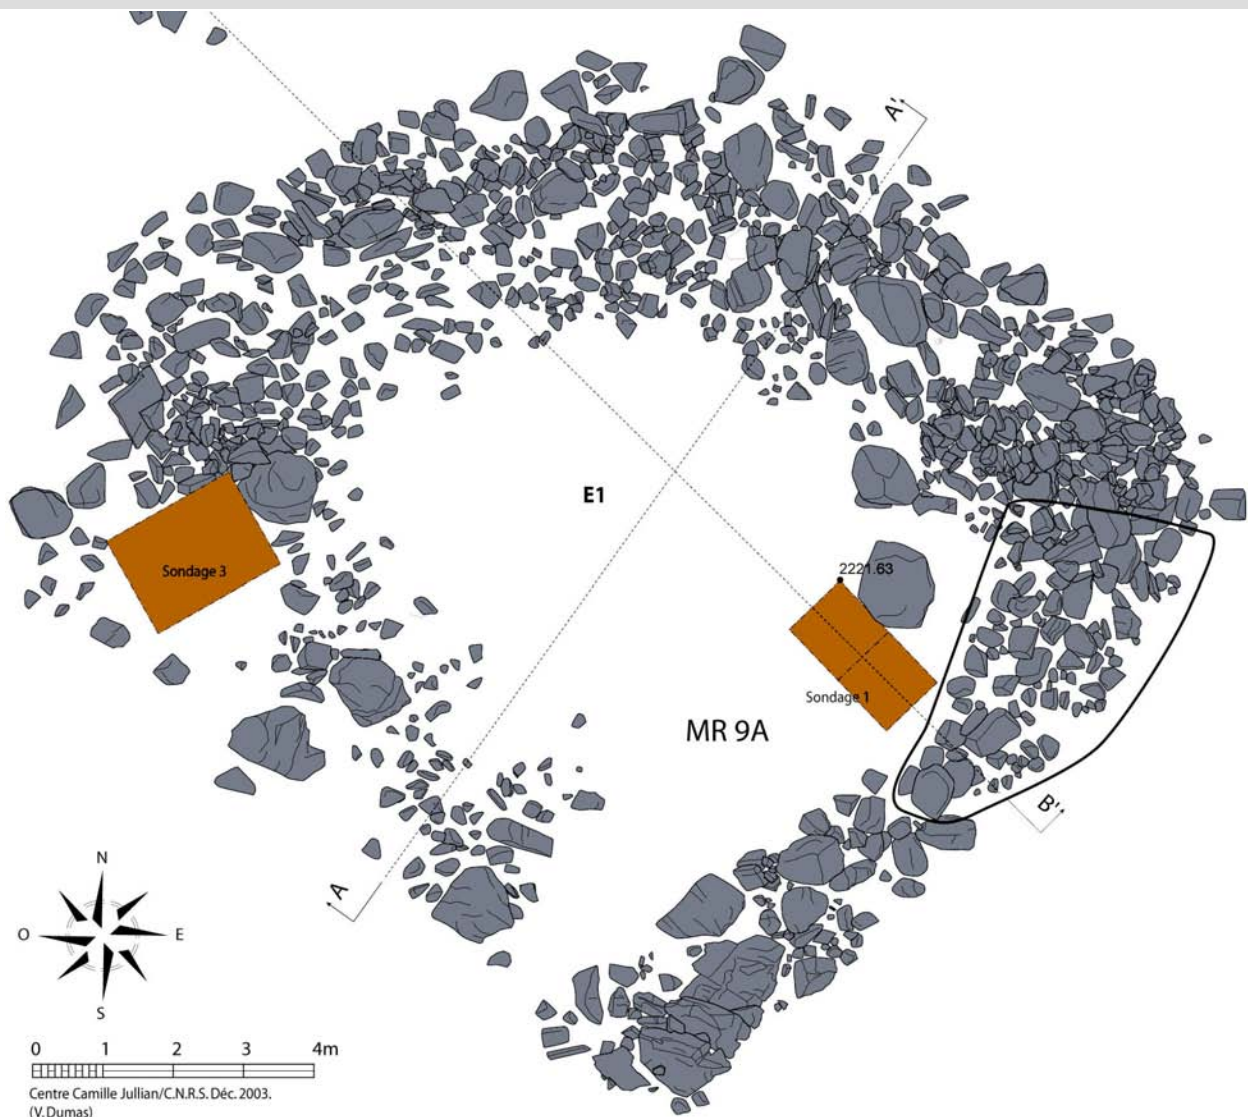 A'
E1
Sondage 3
2221.63
Sondage 1
MR 9A
B'
A
N
O E
S
0 1 2 3 4m
Centre Camille Jullian/C.N.R.S. Déc. 2003.
(V.Dumas)